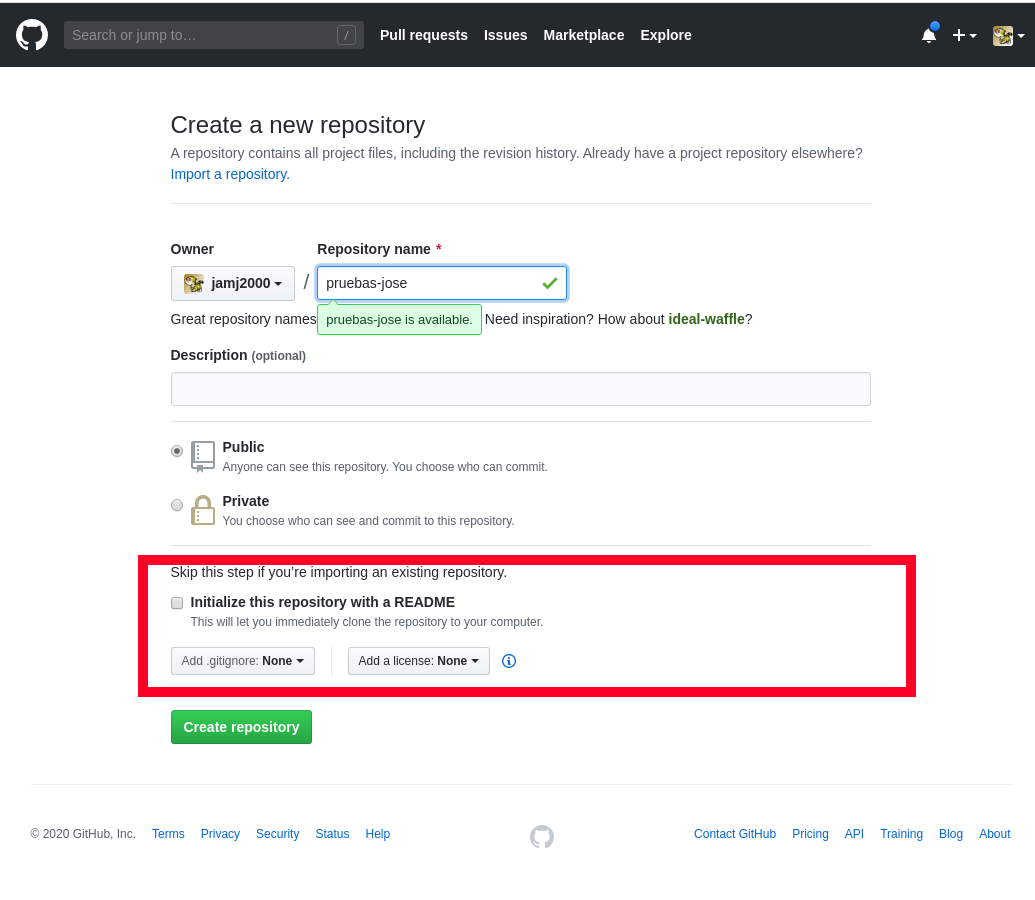 Search or jump to…
/
Pull requests Issues Marketplace Explore
Create a new repository
A repository contains all project files, including the revision history. Already have a project repository elsewhere?
Import a repository.
Owner
Repository name *
jamj2000 / pruebas-jose
Great repository names
pruebas-jose is available.
Need inspiration? How about ideal-waffle?
Description (optional)
Public
Anyone can see this repository. You choose who can commit.
Private
You choose who can see and commit to this repository.
Skip this step if you’re importing an existing repository.
Initialize this repository with a README
This will let you immediately clone the repository to your computer.
Add .gitignore: None
Add a license: None
Create repository
© 2020 GitHub, Inc. Terms Privacy Security Status Help
Contact GitHub Pricing API Training Blog About